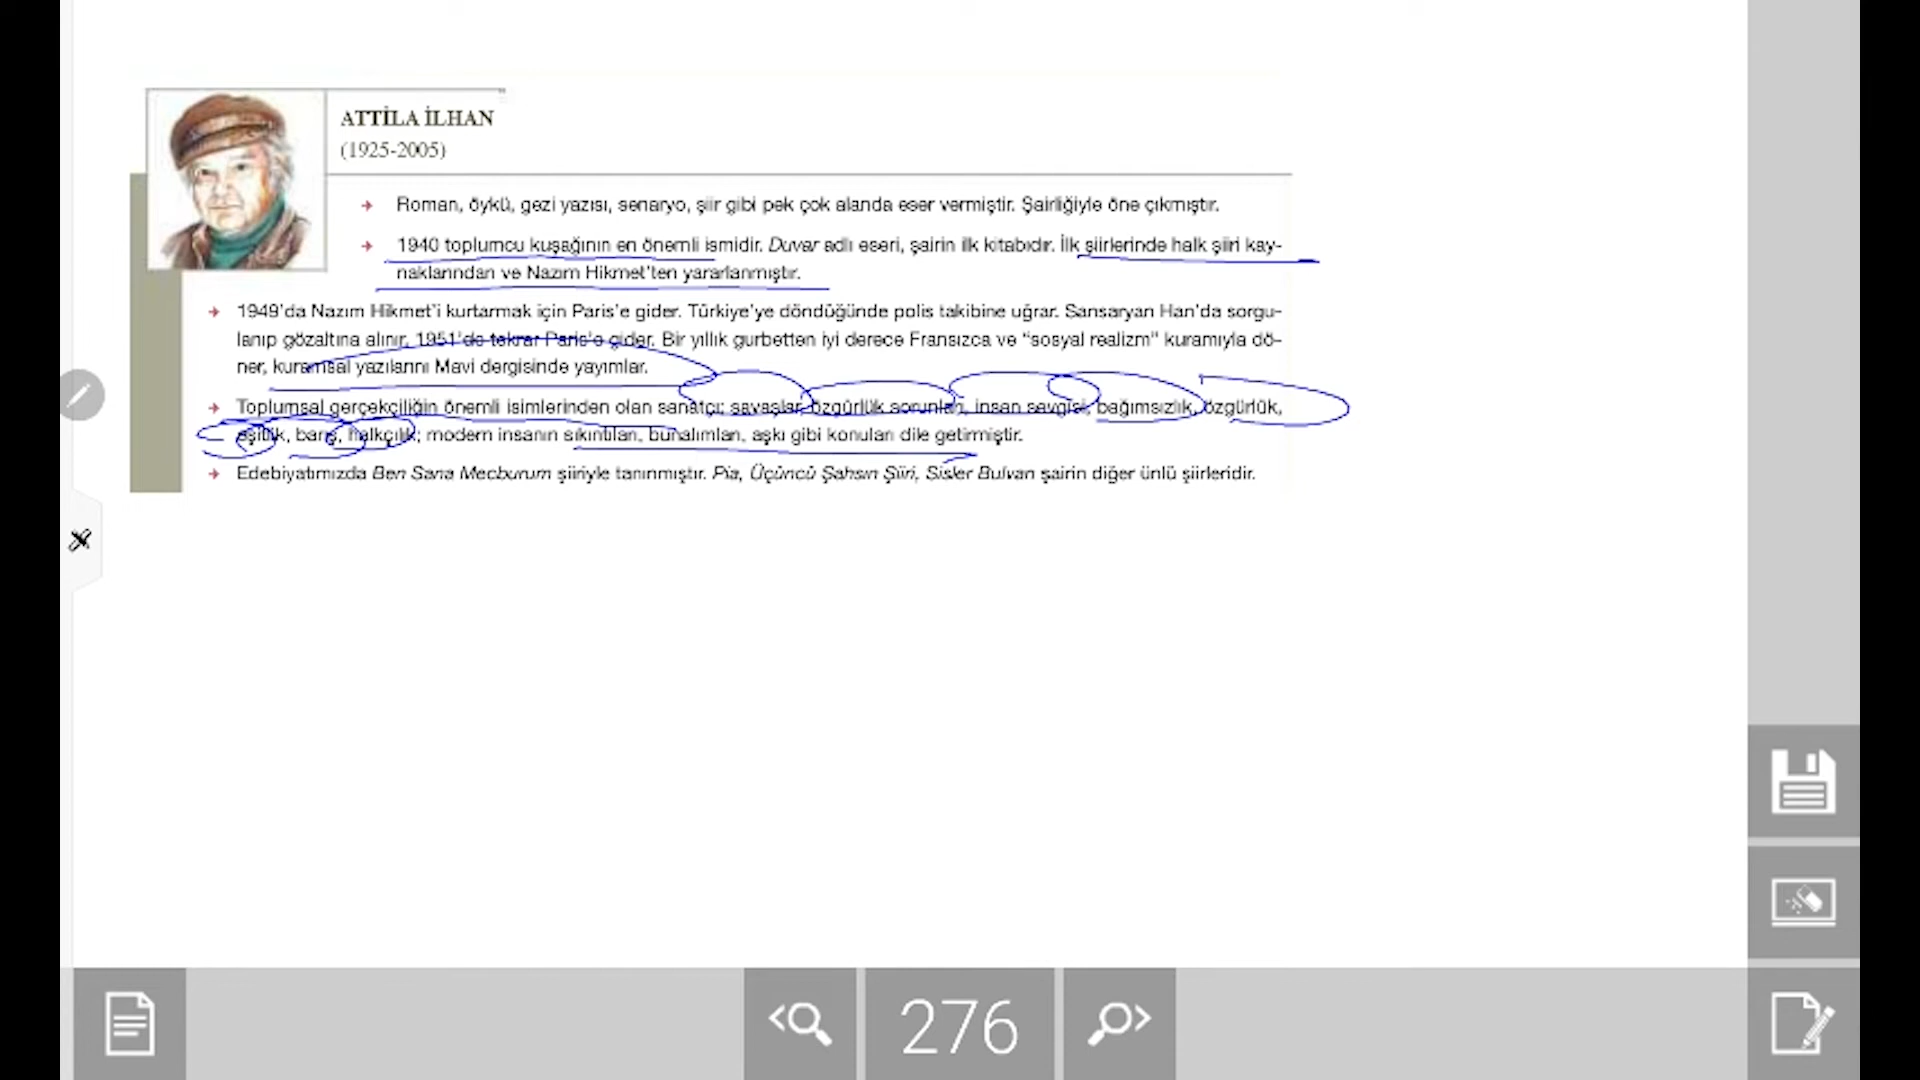 ATTİLA İLHAN
(1925-2005)
Roman, öykü, gezi yazısı, senaryo, şiir gibi pek çok alanda eser vermiştir. Şairliğiyle öne çıkmıştır.
1940 toplumcu kuşağının en önemli ismidir. Duvar adlı eseri, şairin ilk kitabıdır. İlk şiirlerinde halk şiiri kay-
naklarından ve Nazım Hikmet'ten yararlanmıştır.
1949'da Nazım Hikmet'i kurtarmak için Paris'e gider. Türkiye'ye döndüğünde polis takibine uğrar. Sansaryan Han'da sorgu-
lanıp gözaltına alınır, 1951'de tekrar Paris'e gider. Bir yıllık gurbetten iyi derece Fransızca ve "sosyal realizm" kuramıyla dö-
ner, kuramsal yazılarını Mavi dergisinde yayımlar.
Toplumsal gerçekçiliğin önemli isimlerinden olan sanatçı; savaşlar, özgürlük sorunları, insan sevgisi, bağımsızlık, özgürlük,
eşitlik, barış, halkçılık; modern insanın sıkıntıları, bunalımları, aşkı gibi konuları dile getirmiştir.
Edebiyatımızda Ben Sana Mecburum şiiriyle tanınmıştır. Pia, Üçüncü Şahsın Şiiri, Sisler Bulvarı şairin diğer ünlü şiirleridir.
276